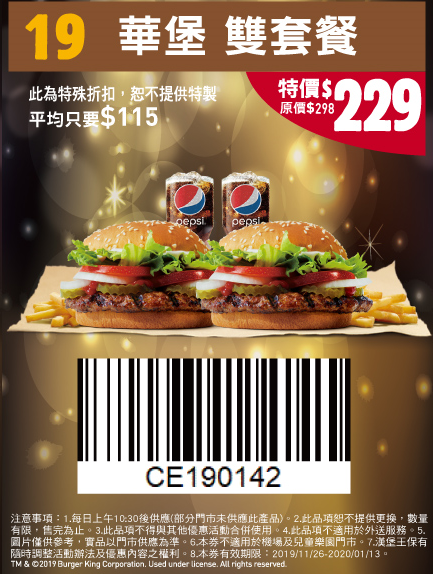 19 華堡 雙套餐
此為特殊折扣，恕不提供特製
平均只要$115
特價$229
原價$298
pepsi
pepsi
CE190142
注意事項：1.每日上午10:30後供應(部分門市未供應此產品)。2.此品項恕不提供更換，數量
有限，售完為止。3.此品項不得與其他優惠活動合併使用。4.此品項不適用於外送服務。5.
圖片僅供參考，實品以門市供應為準。6.本券不適用於機場及兒童樂園門市。7.漢堡王保有
隨時調整活動辦法及優惠內容之權利。8.本券有效期限：2019/11/26-2020/01/13。
TM & ©2019 Burger King Corporation. Used under license. All rights reserved.